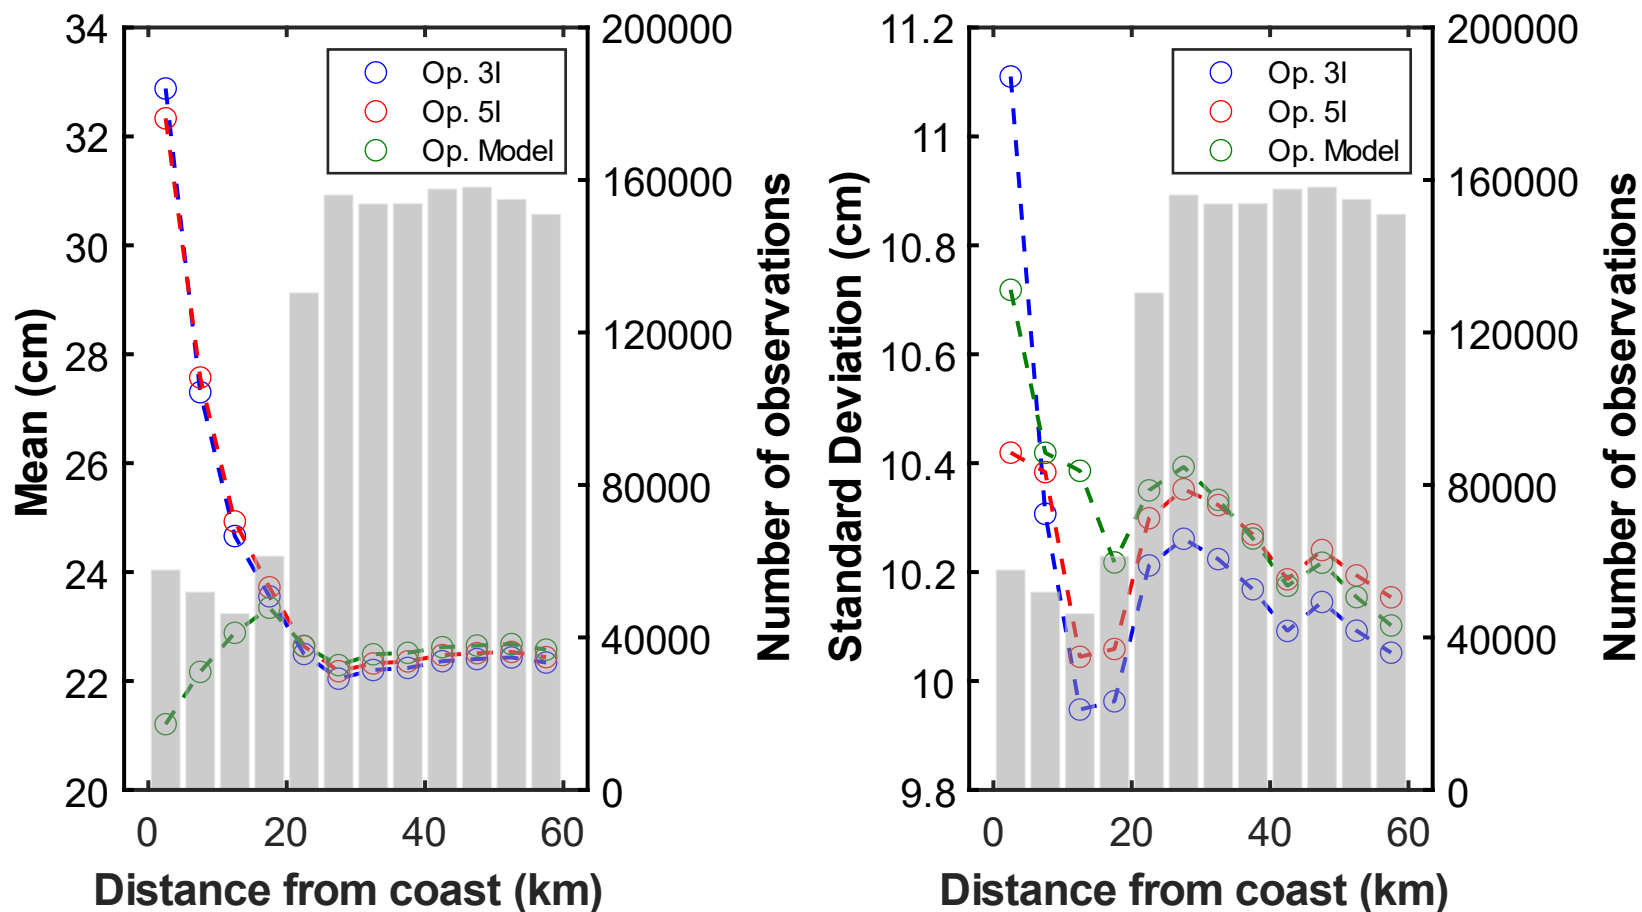 34
32
30
28
26
24
22
20
Mean (cm)
Op. 3I
Op. 5I
Op. Model
200000
160000
120000
80000
40000
0
Number of observations
0 20 40 60
Distance from coast (km)
11.2
11
10.8
10.6
10.4
10.2
10
9.8
Standard Deviation (cm)
Op. 3I
Op. 5I
Op. Model
200000
160000
120000
80000
40000
0
Number of observations
0 20 40 60
Distance from coast (km)